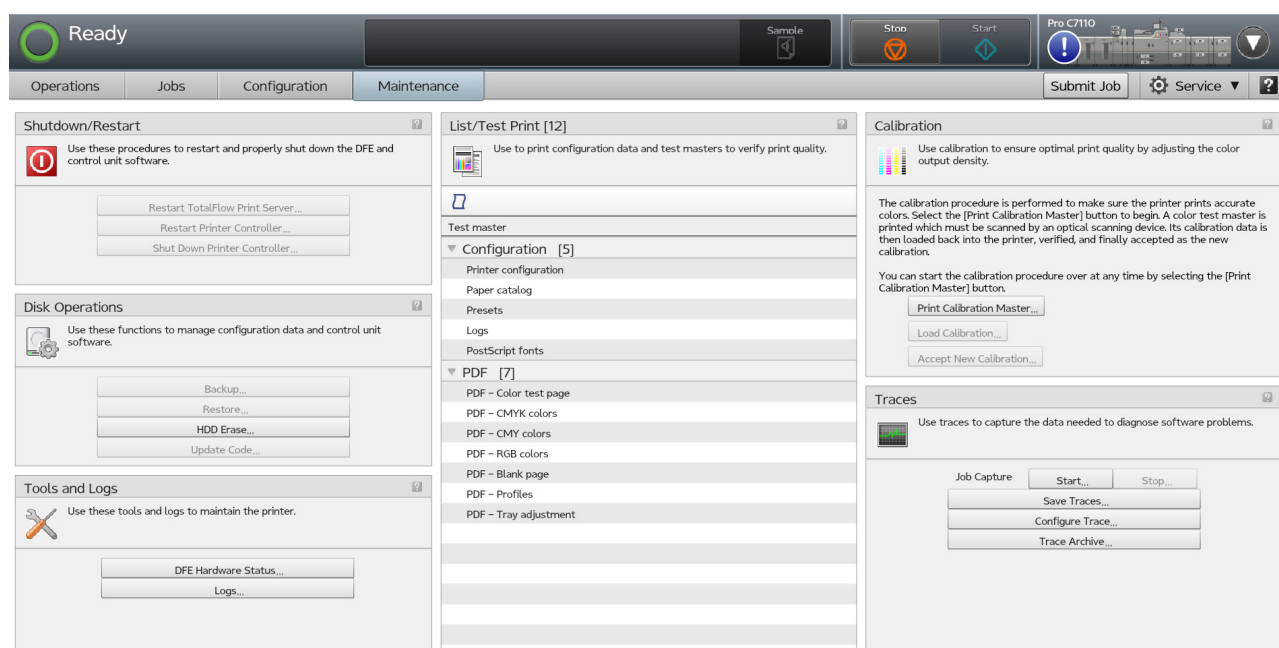 Ready
Sample
Stop
Start
Pro C7110
Operations
Jobs
Configuration
Maintenance
Submit Job
Service ▼
?
Shutdown/Restart
Use these procedures to restart and properly shut down the DFE and
control unit software.
Restart TotalFlow Print Server...
Restart Printer Controller...
Shut Down Printer Controller...
Disk Operations
Use these functions to manage configuration data and control unit
software.
Backup...
Restore...
HDD Erase...
Update Code...
Tools and Logs
Use these tools and logs to maintain the printer.
DFE Hardware Status...
Logs...
List/Test Print [12]
Use to print configuration data and test masters to verify print quality.
Test master
Configuration [5]
Printer configuration
Paper catalog
Presets
Logs
PostScript fonts
PDF [7]
PDF – Color test page
PDF – CMYK colors
PDF – CMY colors
PDF – RGB colors
PDF – Blank page
PDF – Profiles
PDF – Tray adjustment
Calibration
Use calibration to ensure optimal print quality by adjusting the color
output density.
The calibration procedure is performed to make sure the printer prints accurate
colors. Select the [Print Calibration Master] button to begin. A color test master is
printed which must be scanned by an optical scanning device. Its calibration data is
then loaded back into the printer, verified, and finally accepted as the new
calibration.
You can start the calibration procedure over at any time by selecting the [Print
Calibration Master] button.
Print Calibration Master...
Load Calibration...
Accept New Calibration...
Traces
Use traces to capture the data needed to diagnose software problems.
Job Capture
Start...
Stop...
Save Traces...
Configure Trace...
Trace Archive...